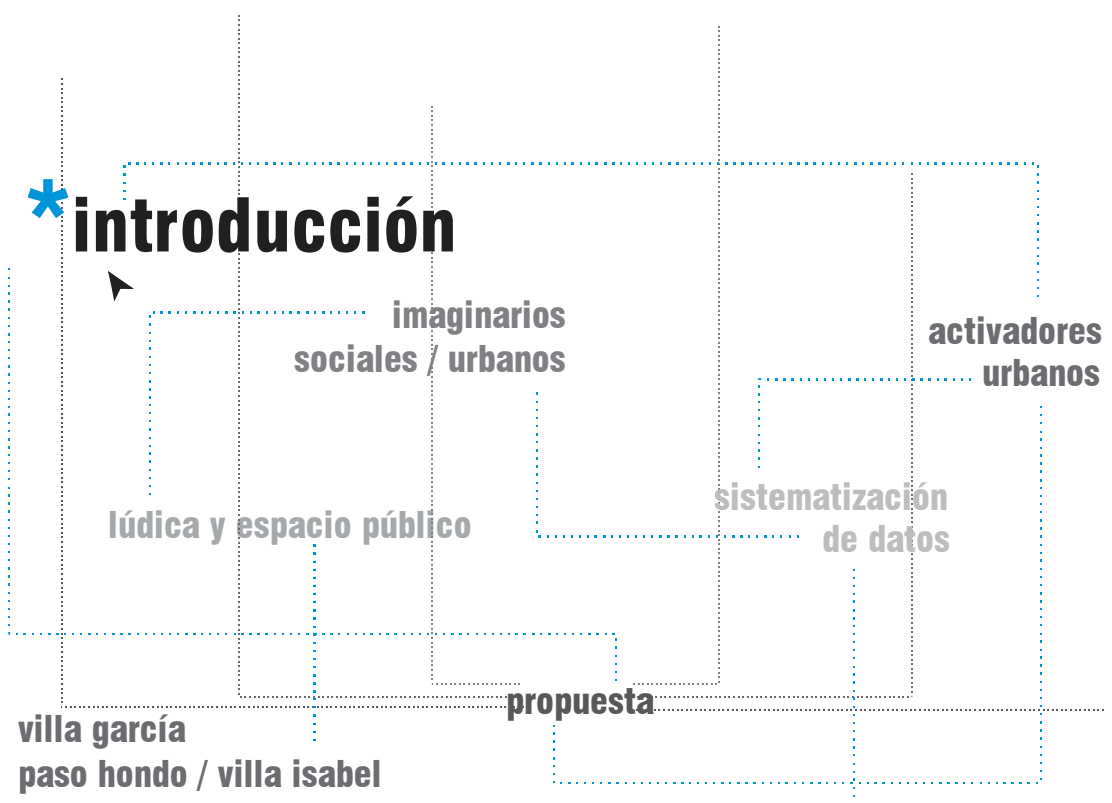 *introducción
imaginarios
sociales / urbanos
activadores
urbanos
lúdica y espacio público
sistematización
de datos
propuesta
villa garcía
paso hondo / villa isabel